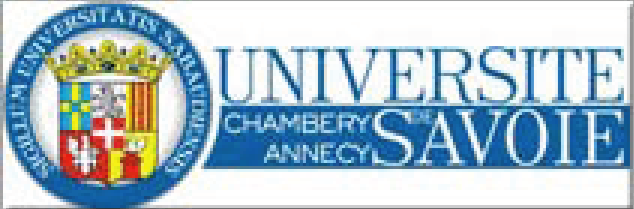 SIGILLUM UNIVERSITATIS SABAUDIENSIS
UNIVERSITE
CHAMBERY DE
ANNECY SAVOIE